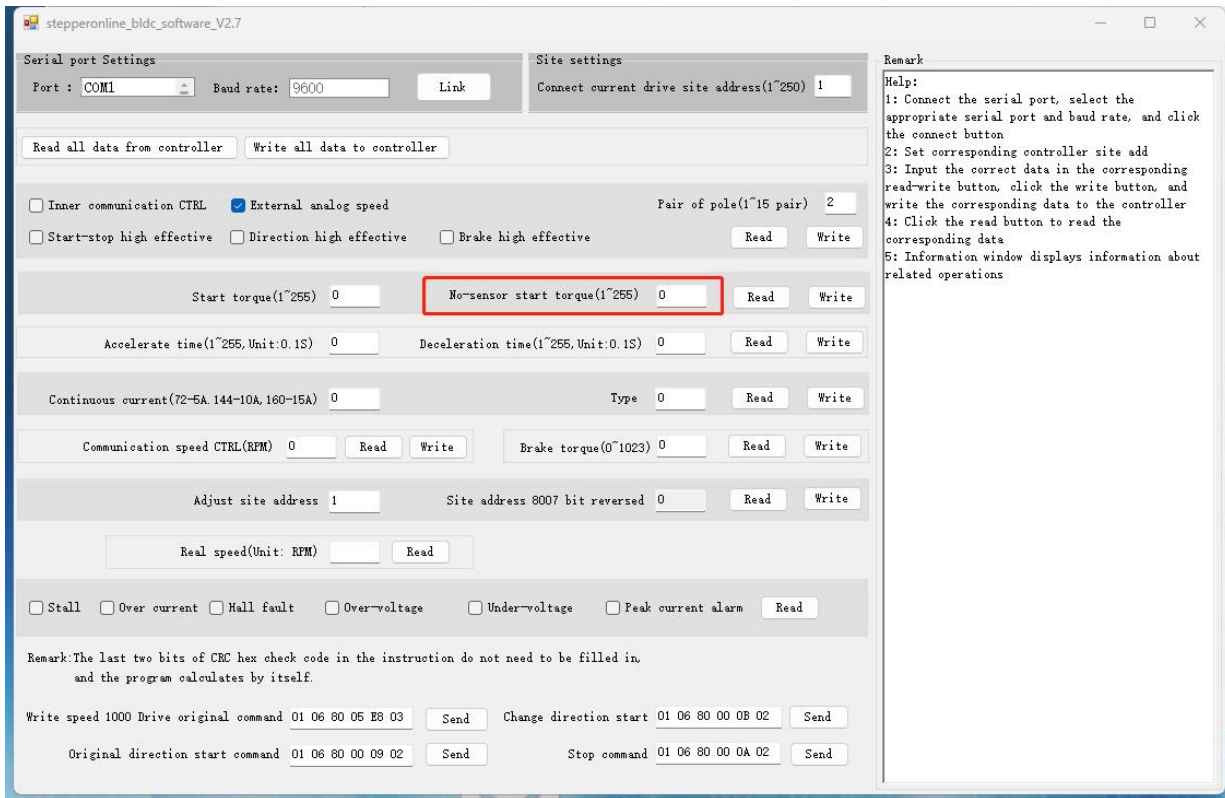 stepperonline_bldc_software_V2.7
Serial port Settings
Port : COM1 Baud rate: 9600 Link
Site settings
Connect current drive site address(1~250) 1
Read all data from controller Write all data to controller
Inner communication CTRL External analog speed Pair of pole(1~15 pair) 2
Start-stop high effective Direction high effective Brake high effective Read Write
Start torque(1~255) 0 No-sensor start torque(1~255) 0 Read Write
Accelerate time(1~255,Unit:0.1S) 0 Deceleration time(1~255,Unit:0.1S) 0 Read Write
Continuous current(72-5A.144-10A,160-15A) 0 Type 0 Read Write
Communication speed CTRL(RPM) 0 Read Write Brake torque(0~1023) 0 Read Write
Adjust site address 1 Site address 8007 bit reversed 0 Read Write
Real speed(Unit: RPM) Read
Stall Over current Hall fault Over-voltage Under-voltage Peak current alarm Read
Remark:The last two bits of CRC hex check code in the instruction do not need to be filled in,
and the program calculates by itself.
Write speed 1000 Drive original command 01 06 80 05 E8 03 Send Change direction start 01 06 80 00 0B 02 Send
Original direction start command 01 06 80 00 09 02 Send Stop command 01 06 80 00 0A 02 Send
Remark
Help:
1: Connect the serial port, select the
appropriate serial port and baud rate, and click
the connect button
2: Set corresponding controller site add
3: Input the correct data in the corresponding
read-write button, click the write button, and
write the corresponding data to the controller
4: Click the read button to read the
corresponding data
5: Information window displays information about
related operations